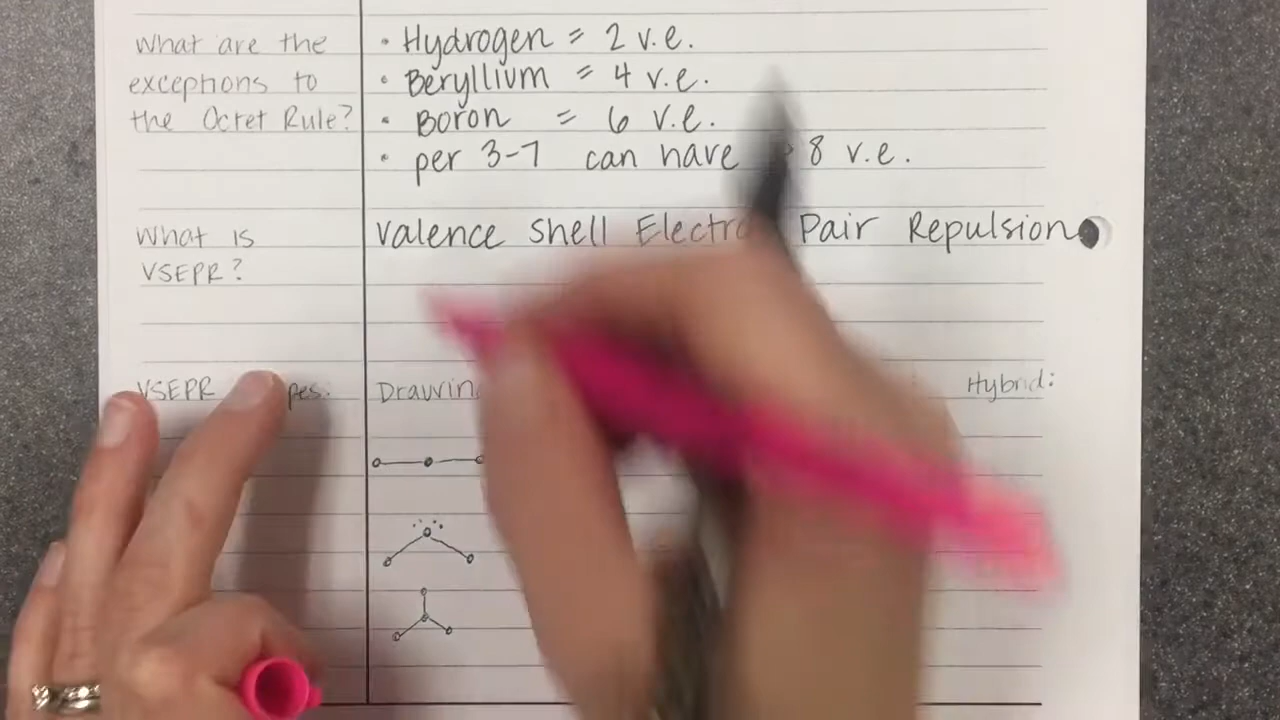 What are the
exceptions to
the Octet Rule?
• Hydrogen = 2 v.e.
• Beryllium = 4 v.e.
• Boron = 6 v.e.
• per 3-7 can have 8 v.e.
What is
VSEPR?
Valence Shell Pair Repulsion
VSEPR
Hybrid: